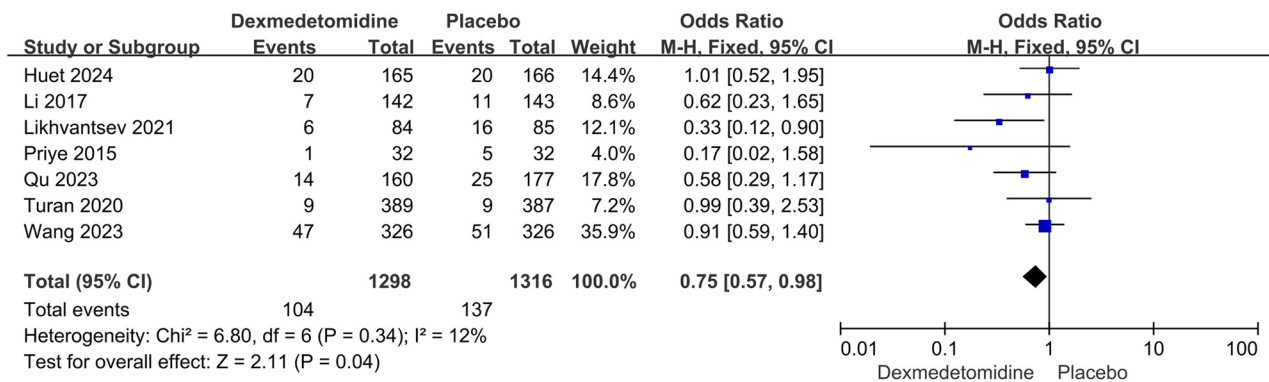 Dexmedetomidine Placebo Odds Ratio Odds Ratio
Study or Subgroup Events Total Events Total Weight M-H, Fixed, 95% CI M-H, Fixed, 95% CI
Huet 2024 20 165 20 166 14.4% 1.01 [0.52, 1.95]
Li 2017 7 142 11 143 8.6% 0.62 [0.23, 1.65]
Likhvantsev 2021 6 84 16 85 12.1% 0.33 [0.12, 0.90]
Priye 2015 1 32 5 32 4.0% 0.17 [0.02, 1.58]
Qu 2023 14 160 25 177 17.8% 0.58 [0.29, 1.17]
Turan 2020 9 389 9 387 7.2% 0.99 [0.39, 2.53]
Wang 2023 47 326 51 326 35.9% 0.91 [0.59, 1.40]
Total (95% CI) 1298 1316 100.0% 0.75 [0.57, 0.98]
Total events 104 137
Heterogeneity: Chi² = 6.80, df = 6 (P = 0.34); I² = 12%
Test for overall effect: Z = 2.11 (P = 0.04)
0.01 0.1 1 10 100
Dexmedetomidine Placebo